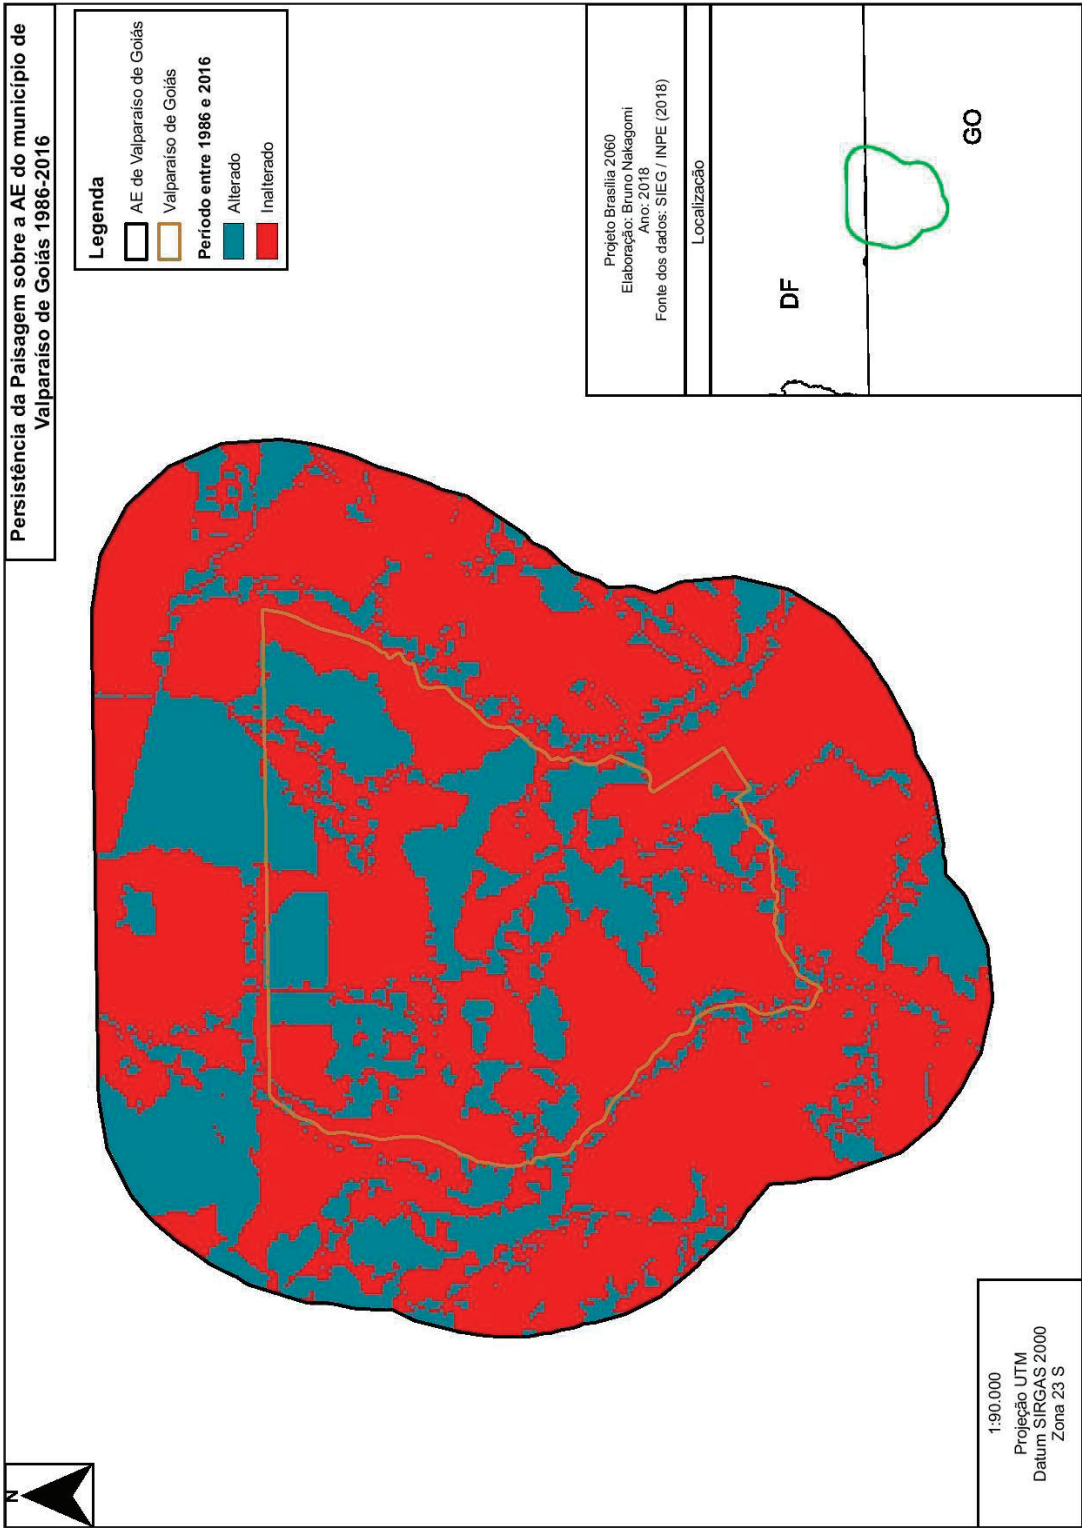 Persistência da Paisagem sobre a AE do município de
Valparaíso de Goiás 1986-2016
Legenda
AE de Valparaíso de Goiás
Valparaíso de Goiás
Período entre 1986 e 2016
Alterado
Inalterado
Projeto Brasília 2060
Elaboração: Bruno Nakagomi
Ano: 2018
Fonte dos dados: SIEG / INPE (2018)
Localização
DF
GO
N
1:90.000
Projeção UTM
Datum SIRGAS 2000
Zona 23 S